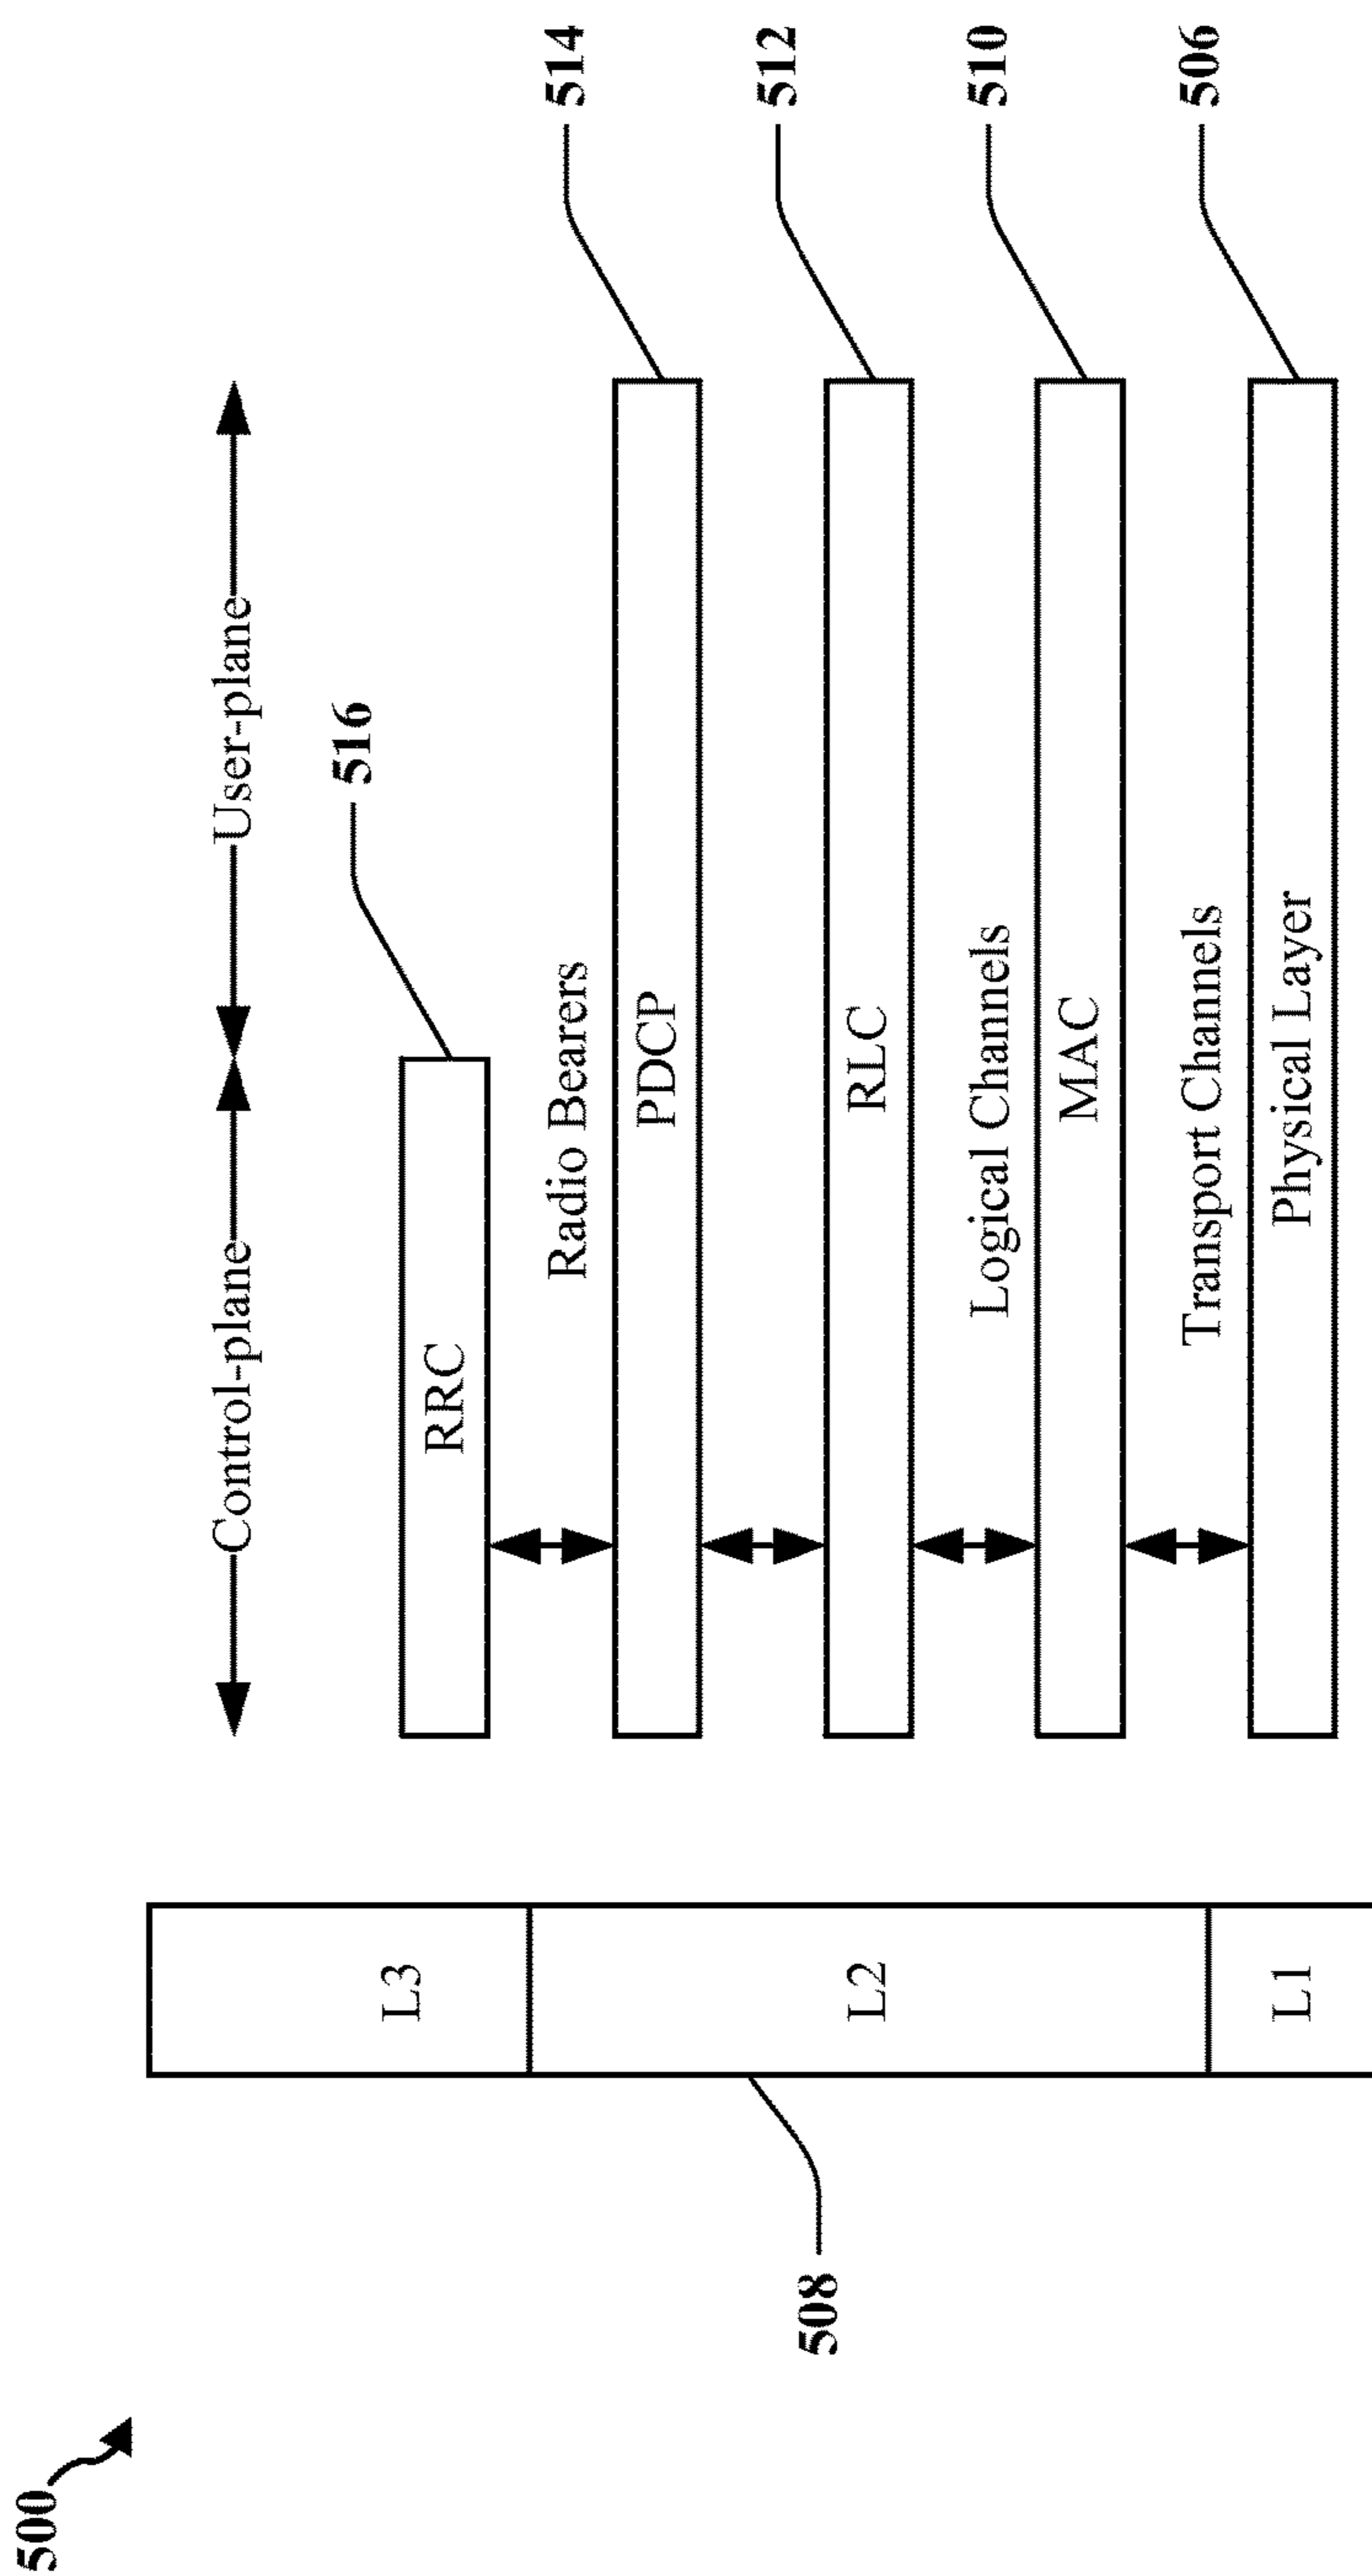 500
Control-plane
User-plane
516
L3
RRC
Radio Bearers
514
PDCP
508
L2
512
RLC
Logical Channels
510
MAC
Transport Channels
506
L1
Physical Layer